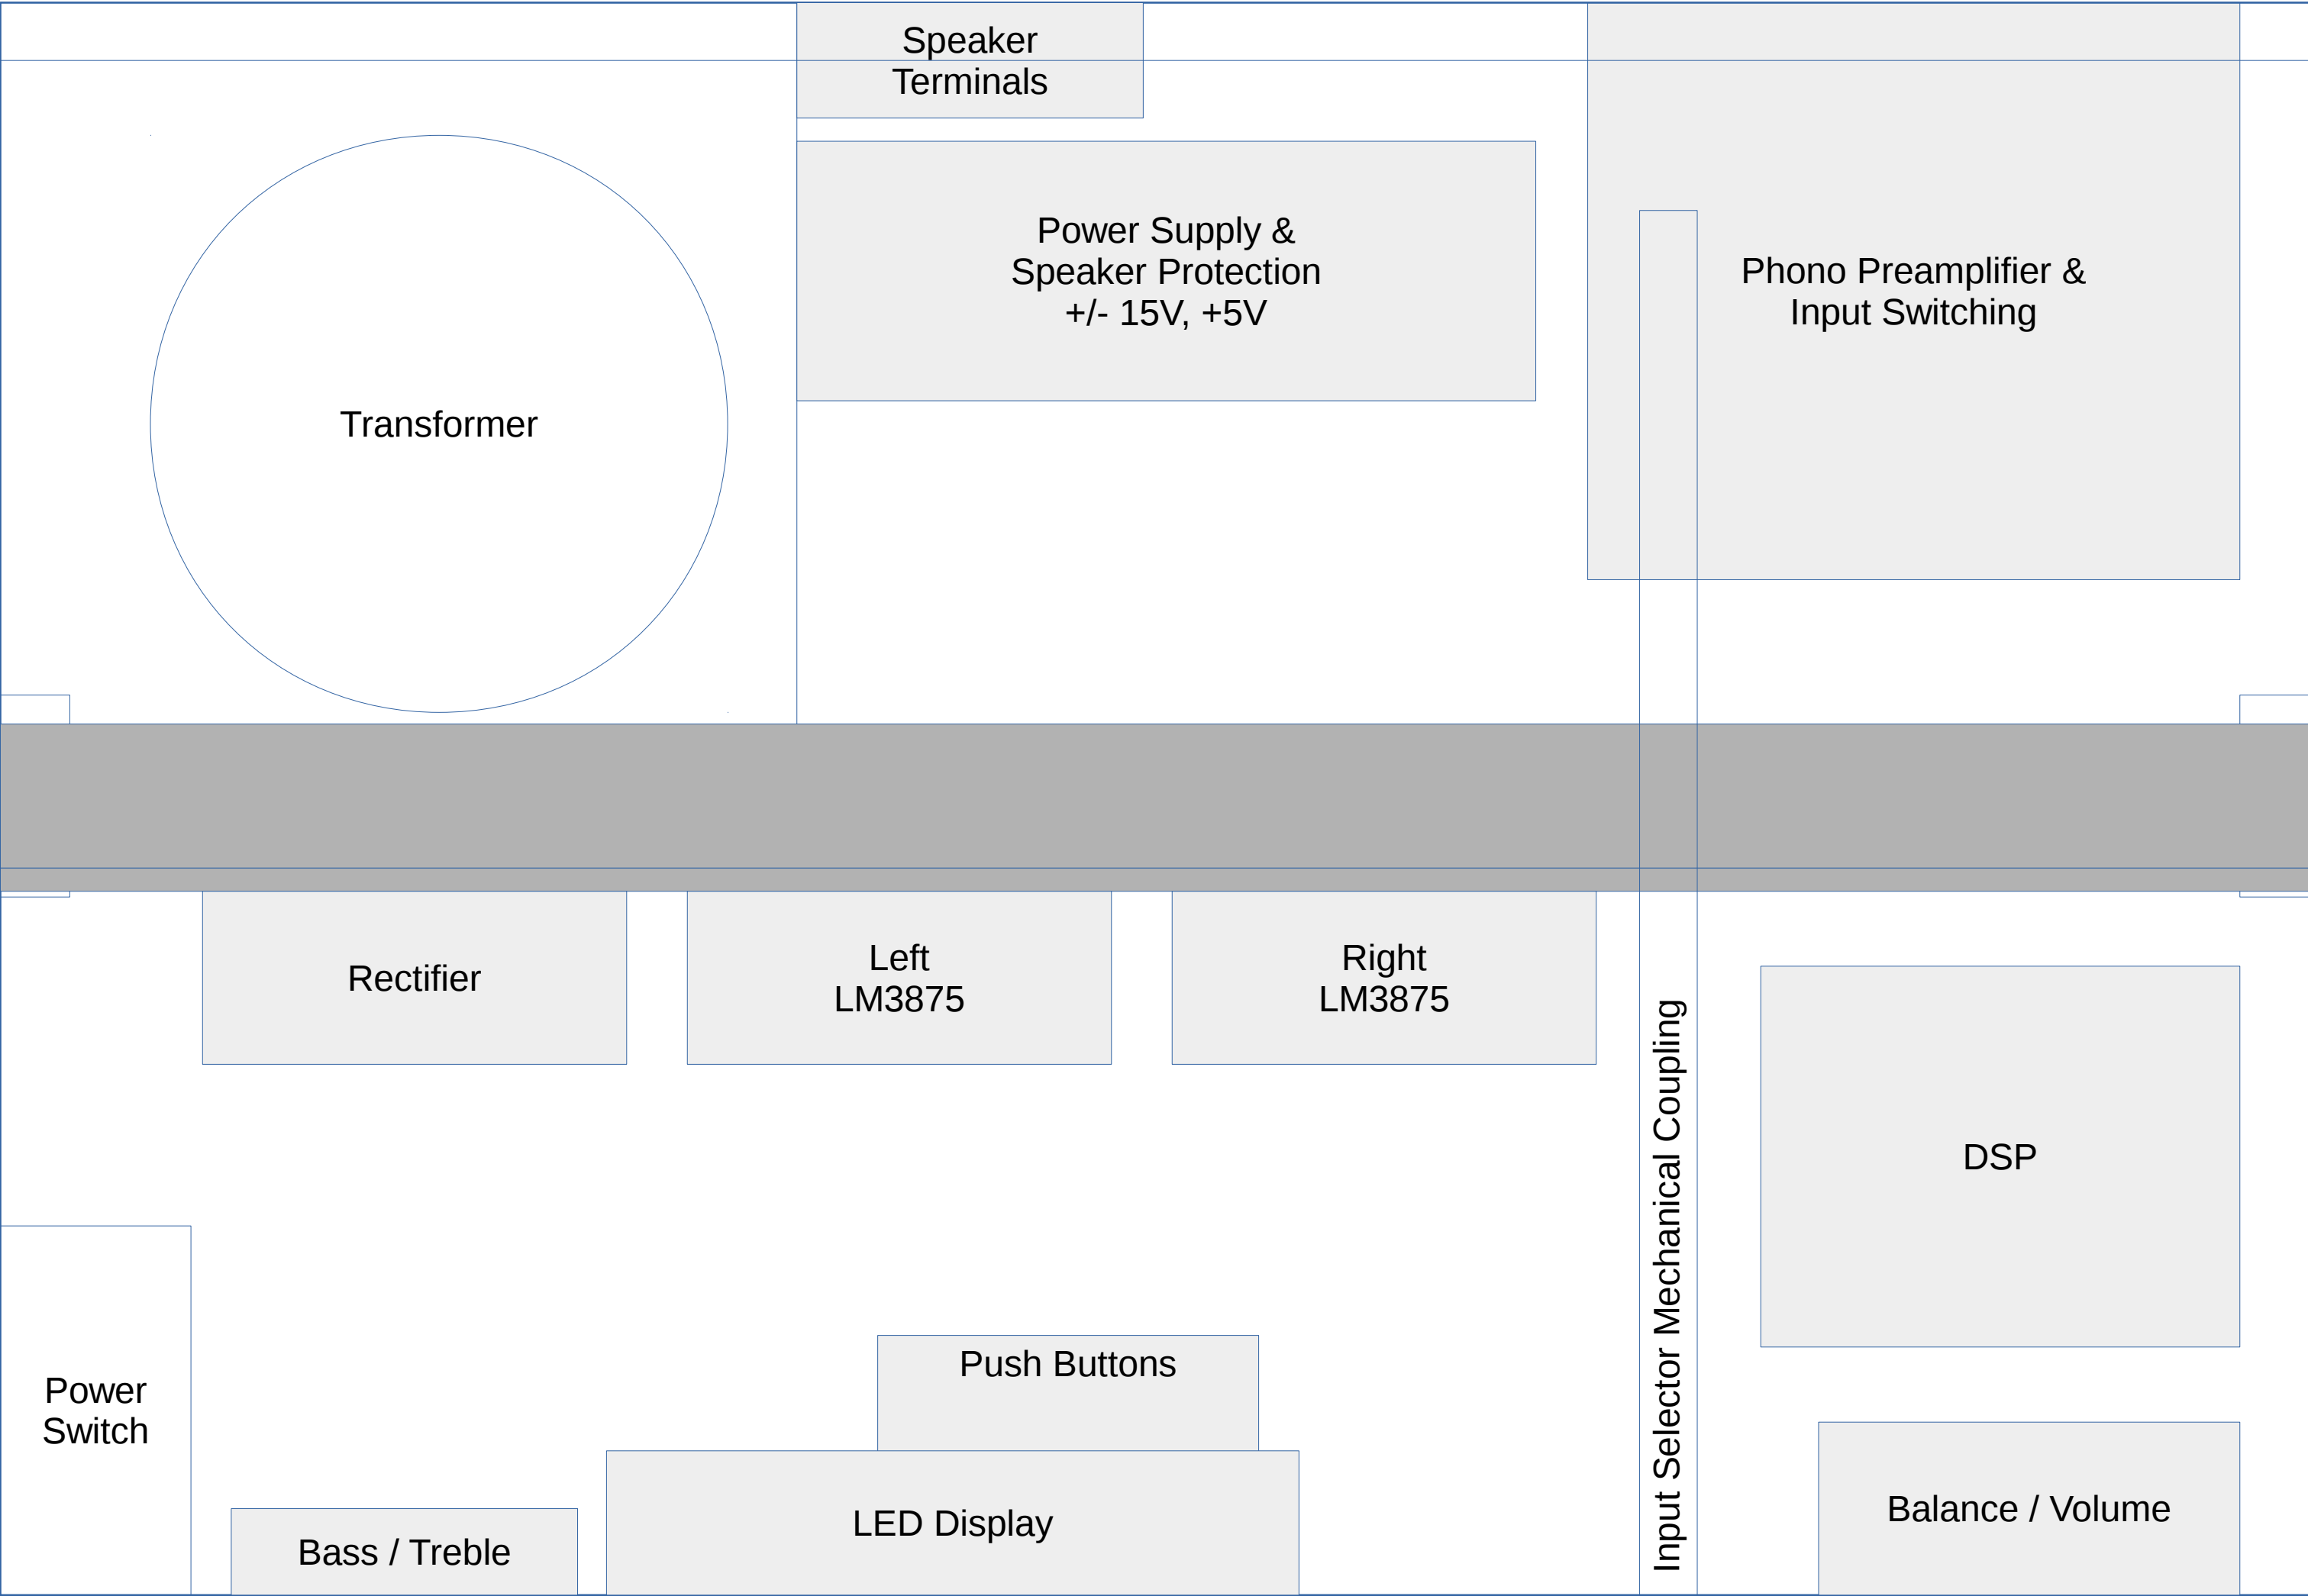 Speaker
Terminals
Power Supply &
Speaker Protection
+/- 15V, +5V
Phono Preamplifier &
Input Switching
Transformer
Rectifier
Left
LM3875
Right
LM3875
Input Selector Mechanical Coupling
DSP
Power
Switch
Push Buttons
LED Display
Bass / Treble
Balance / Volume